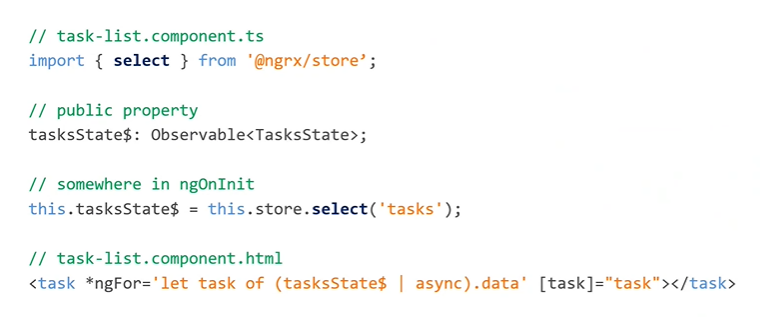 // task-list.component.ts
import { select } from '@ngrx/store’;
// public property
tasksState$: Observable<TasksState>;
// somewhere in ngOnInit
this.tasksState$ = this.store.select('tasks');
// task-list.component.html
<task *ngFor='let task of (tasksState$ | async).data' [task]="task"></task>